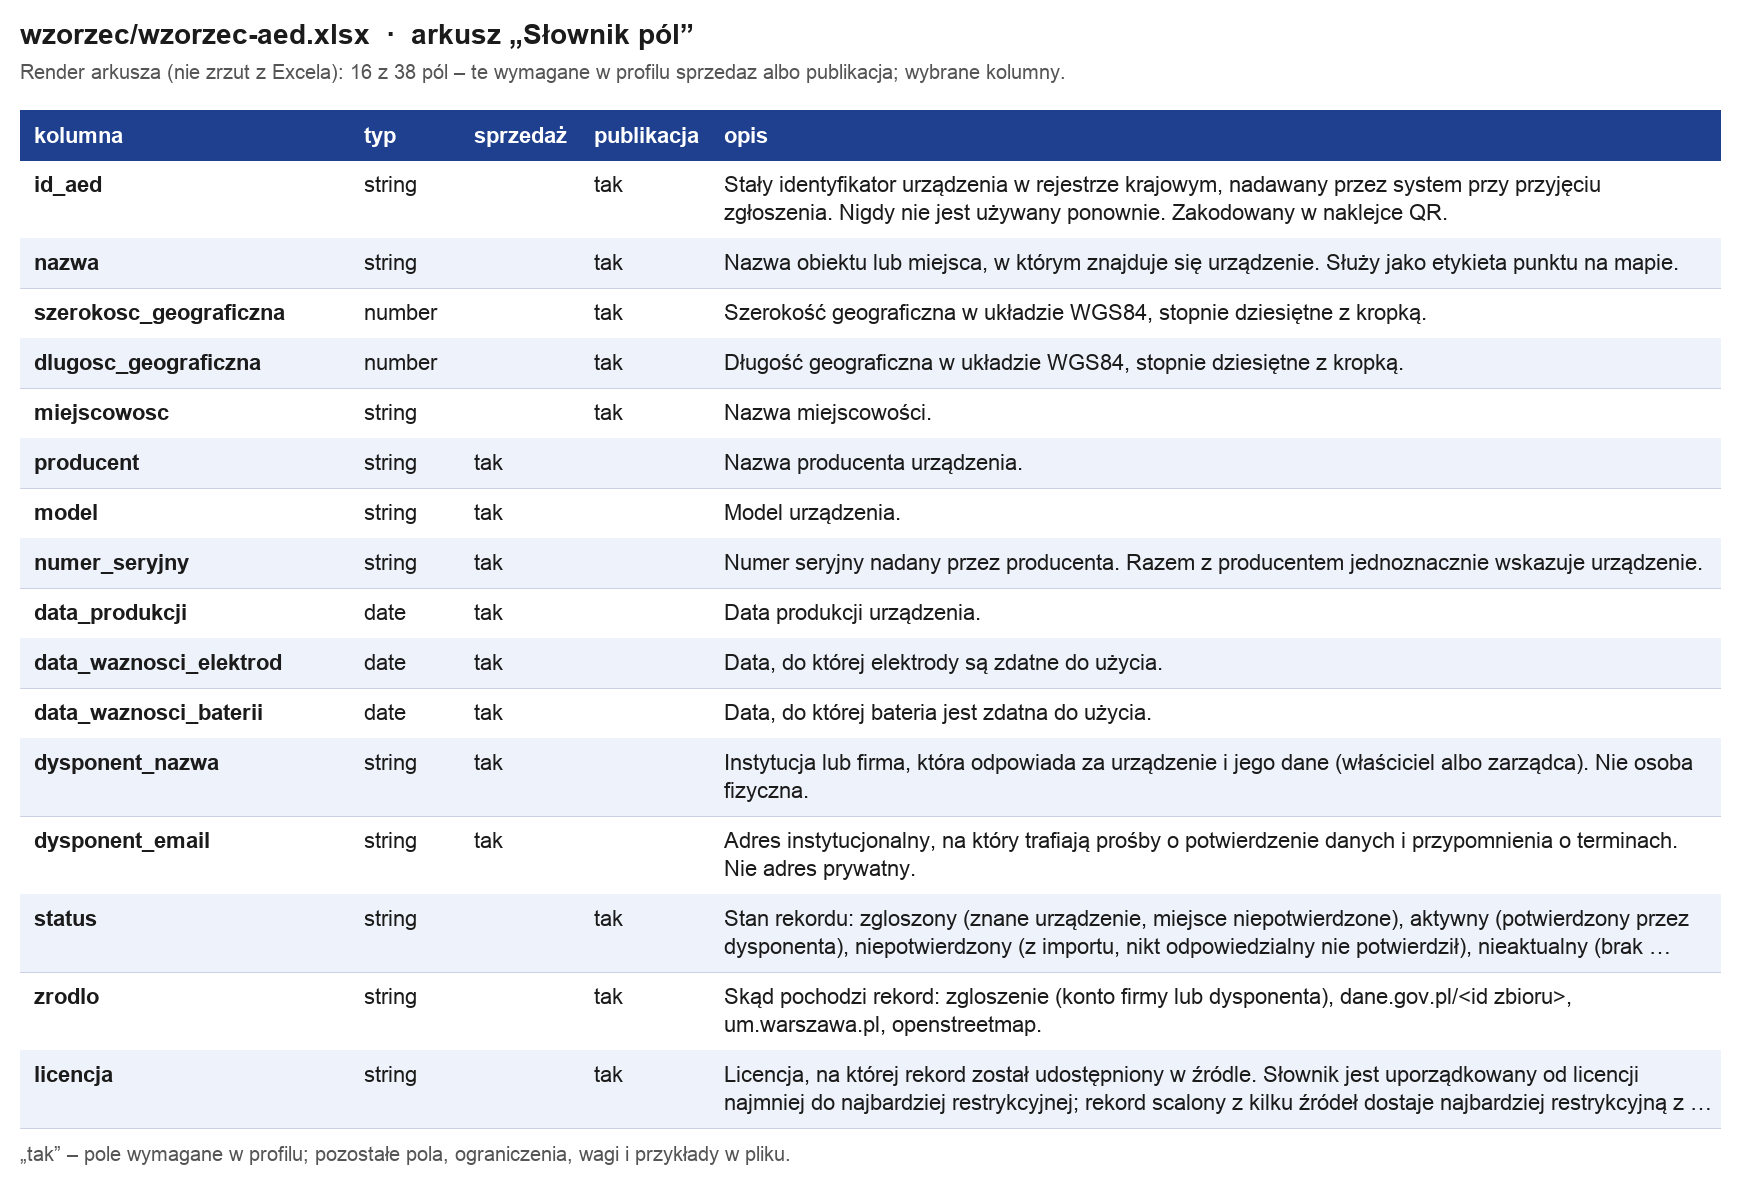 wzorzec/wzorzec-aed.xlsx · arkusz „Słownik pól”
Render arkusza (nie zrzut z Excela): 16 z 38 pól – te wymagane w profilu sprzedaz albo publikacja; wybrane kolumny.
kolumna typ sprzedaż publikacja opis
id_aed string tak Stały identyfikator urządzenia w rejestrze krajowym, nadawany przez system przy przyjęciu
zgłoszenia. Nigdy nie jest używany ponownie. Zakodowany w naklejce QR.
nazwa string tak Nazwa obiektu lub miejsca, w którym znajduje się urządzenie. Służy jako etykieta punktu na mapie.
szerokosc_geograficzna number tak Szerokość geograficzna w układzie WGS84, stopnie dziesiętne z kropką.
dlugosc_geograficzna number tak Długość geograficzna w układzie WGS84, stopnie dziesiętne z kropką.
miejscowosc string tak Nazwa miejscowości.
producent string tak Nazwa producenta urządzenia.
model string tak Model urządzenia.
numer_seryjny string tak Numer seryjny nadany przez producenta. Razem z producentem jednoznacznie wskazuje urządzenie.
data_produkcji date tak Data produkcji urządzenia.
data_waznosci_elektrod date tak Data, do której elektrody są zdatne do użycia.
data_waznosci_baterii date tak Data, do której bateria jest zdatna do użycia.
dysponent_nazwa string tak Instytucja lub firma, która odpowiada za urządzenie i jego dane (właściciel albo zarządca). Nie osoba
fizyczna.
dysponent_email string tak Adres instytucjonalny, na który trafiają prośby o potwierdzenie danych i przypomnienia o terminach.
Nie adres prywatny.
status string tak Stan rekordu: zgloszony (znane urządzenie, miejsce niepotwierdzone), aktywny (potwierdzony przez
dysponenta), niepotwierdzony (z importu, nikt odpowiedzialny nie potwierdził), nieaktualny (brak …
zrodlo string tak Skąd pochodzi rekord: zgloszenie (konto firmy lub dysponenta), dane.gov.pl/<id zbioru>,
um.warszawa.pl, openstreetmap.
licencja string tak Licencja, na której rekord został udostępniony w źródle. Słownik jest uporządkowany od licencji
najmniej do najbardziej restrykcyjnej; rekord scalony z kilku źródeł dostaje najbardziej restrykcyjną z …
„tak” – pole wymagane w profilu; pozostałe pola, ograniczenia, wagi i przykłady w pliku.